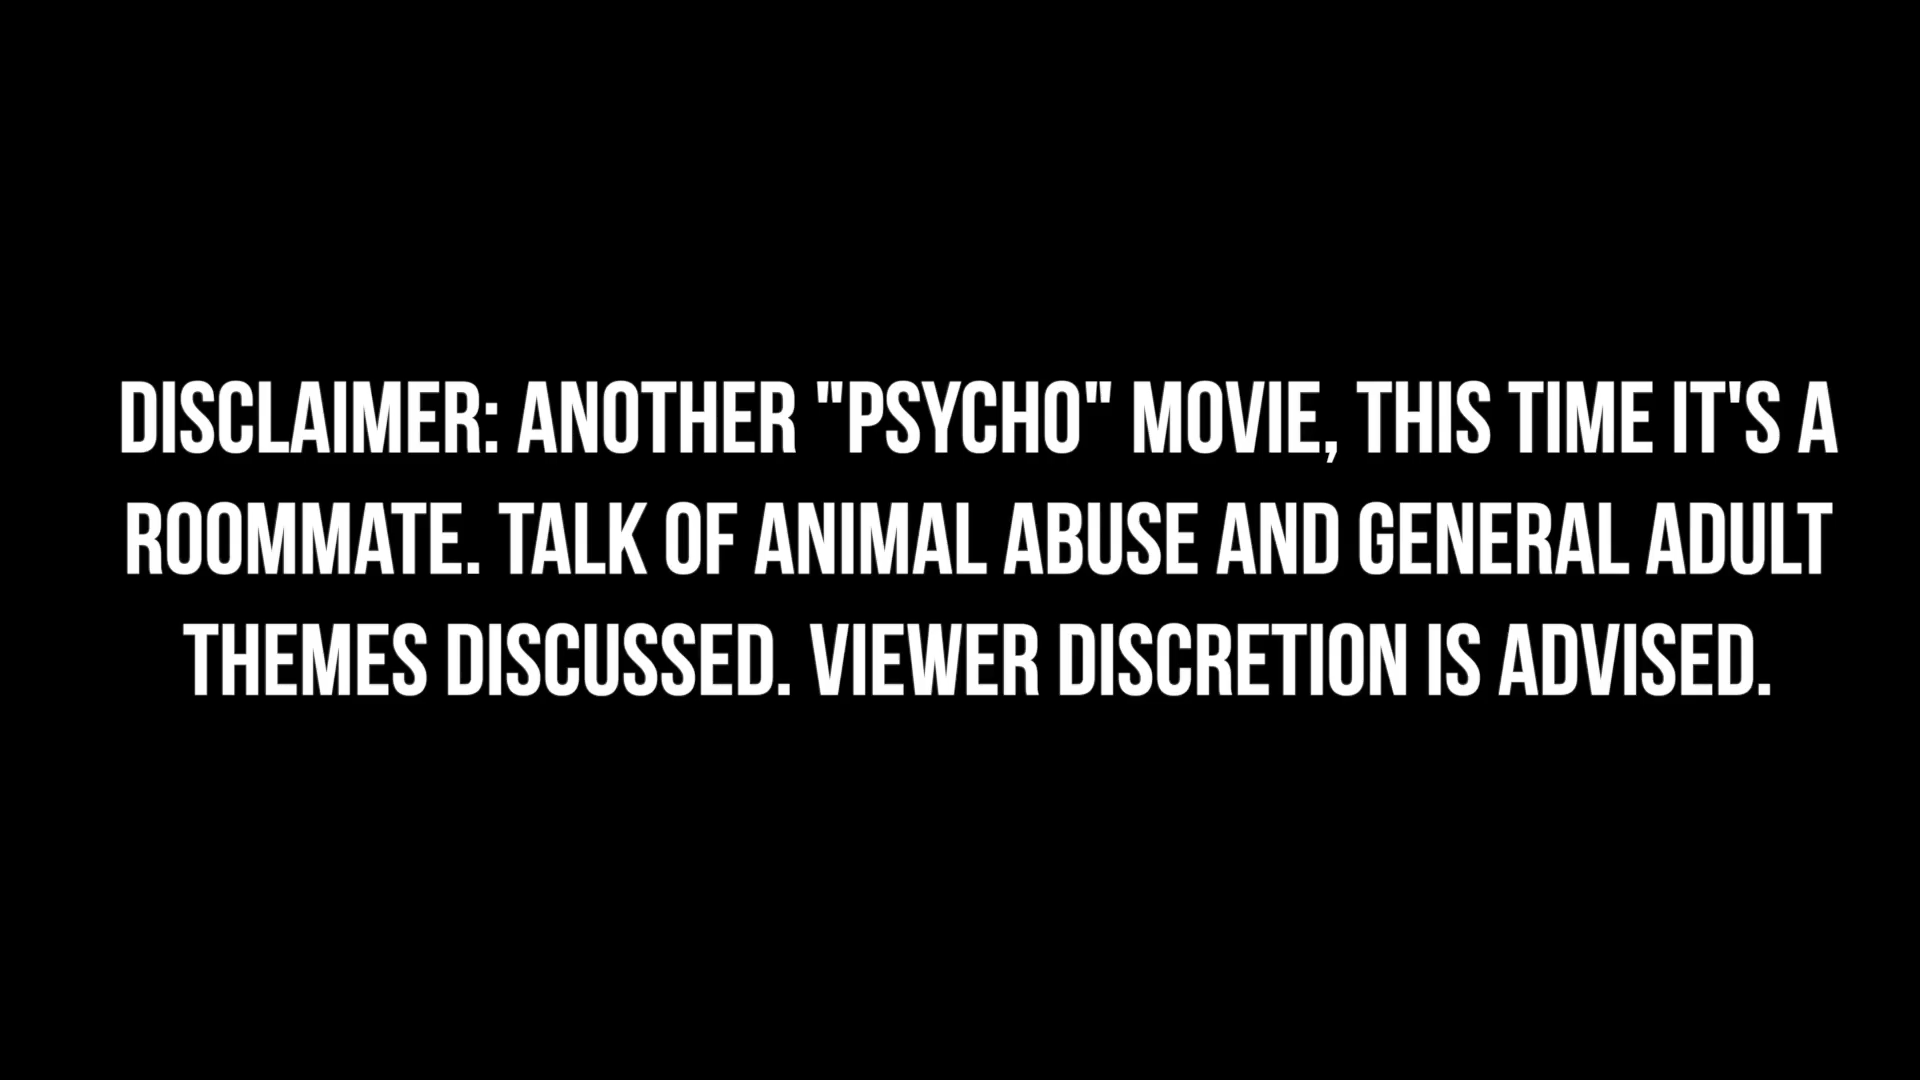 DISCLAIMER: ANOTHER "PSYCHO" MOVIE, THIS TIME IT'S A
ROOMMATE. TALK OF ANIMAL ABUSE AND GENERAL ADULT
THEMES DISCUSSED. VIEWER DISCRETION IS ADVISED.